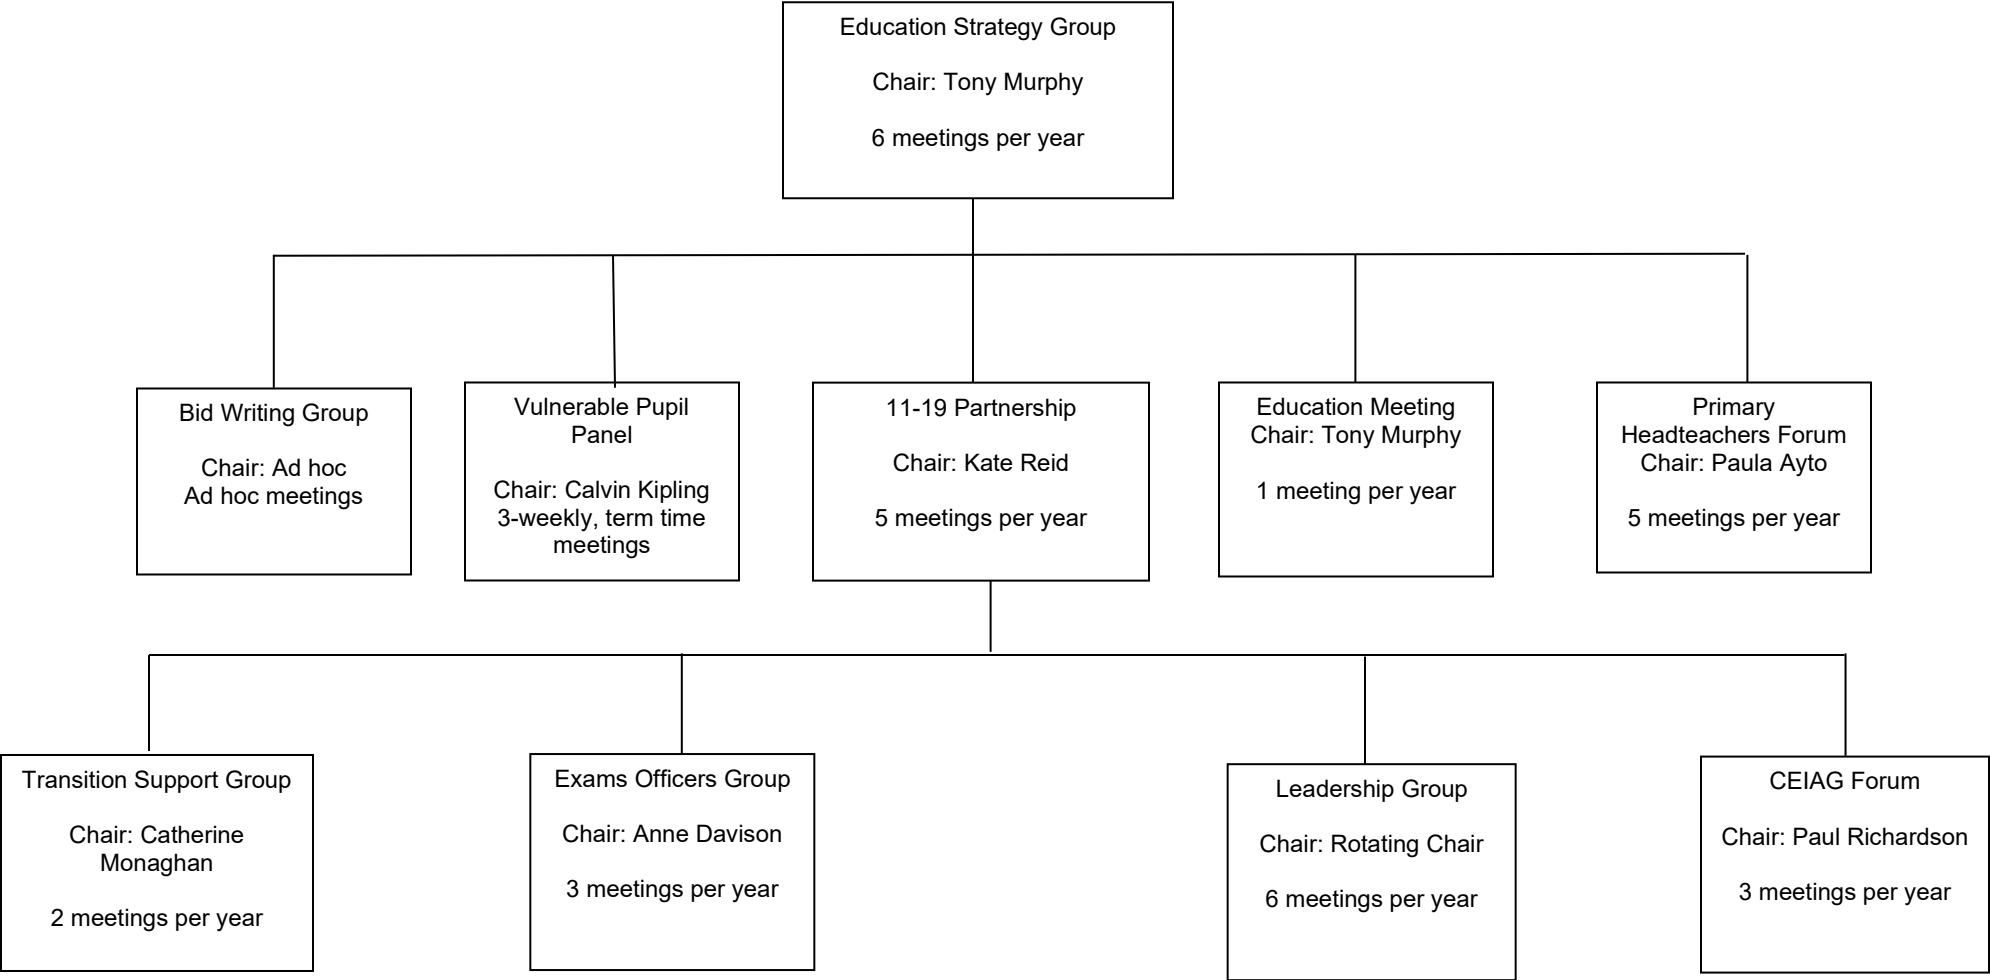 Education Strategy Group
Chair: Tony Murphy
6 meetings per year
Bid Writing Group
Chair: Ad hoc
Ad hoc meetings
Vulnerable Pupil
Panel
Chair: Calvin Kipling
3-weekly, term time
meetings
11-19 Partnership
Chair: Kate Reid
5 meetings per year
Education Meeting
Chair: Tony Murphy
1 meeting per year
Primary
Headteachers Forum
Chair: Paula Ayto
5 meetings per year
Transition Support Group
Chair: Catherine
Monaghan
2 meetings per year
Exams Officers Group
Chair: Anne Davison
3 meetings per year
Leadership Group
Chair: Rotating Chair
6 meetings per year
CEIAG Forum
Chair: Paul Richardson
3 meetings per year